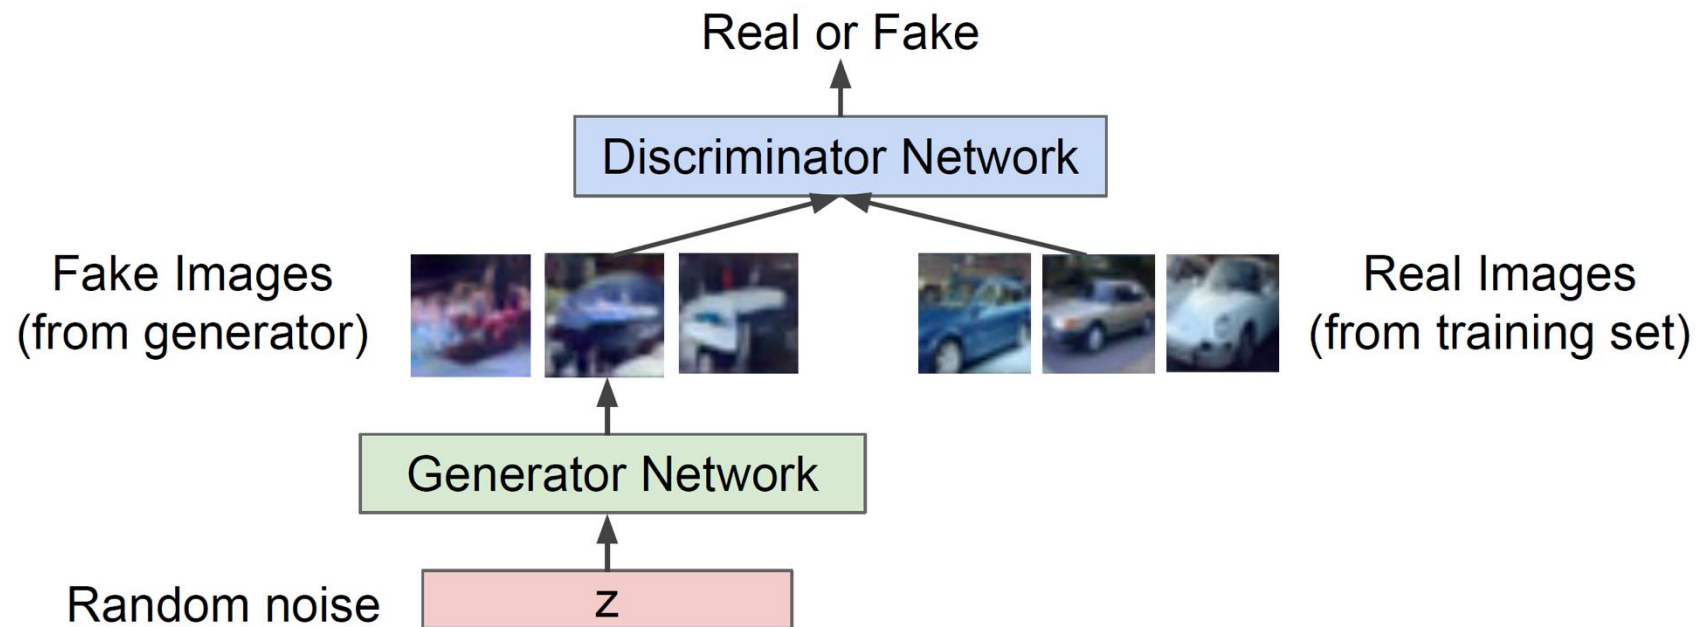 Real or Fake
Discriminator Network
Fake Images
(from generator)
Real Images
(from training set)
Generator Network
Random noise
z